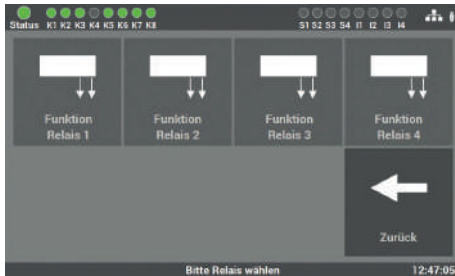 Status K1 K2 K3 K4 K5 K6 K7 K8 S1 S2 S3 S4 I1 I2 I3 I4
Funktion
Relais 1
Funktion
Relais 2
Funktion
Relais 3
Funktion
Relais 4
Zurück
Bitte Relais wählen 12:47:05